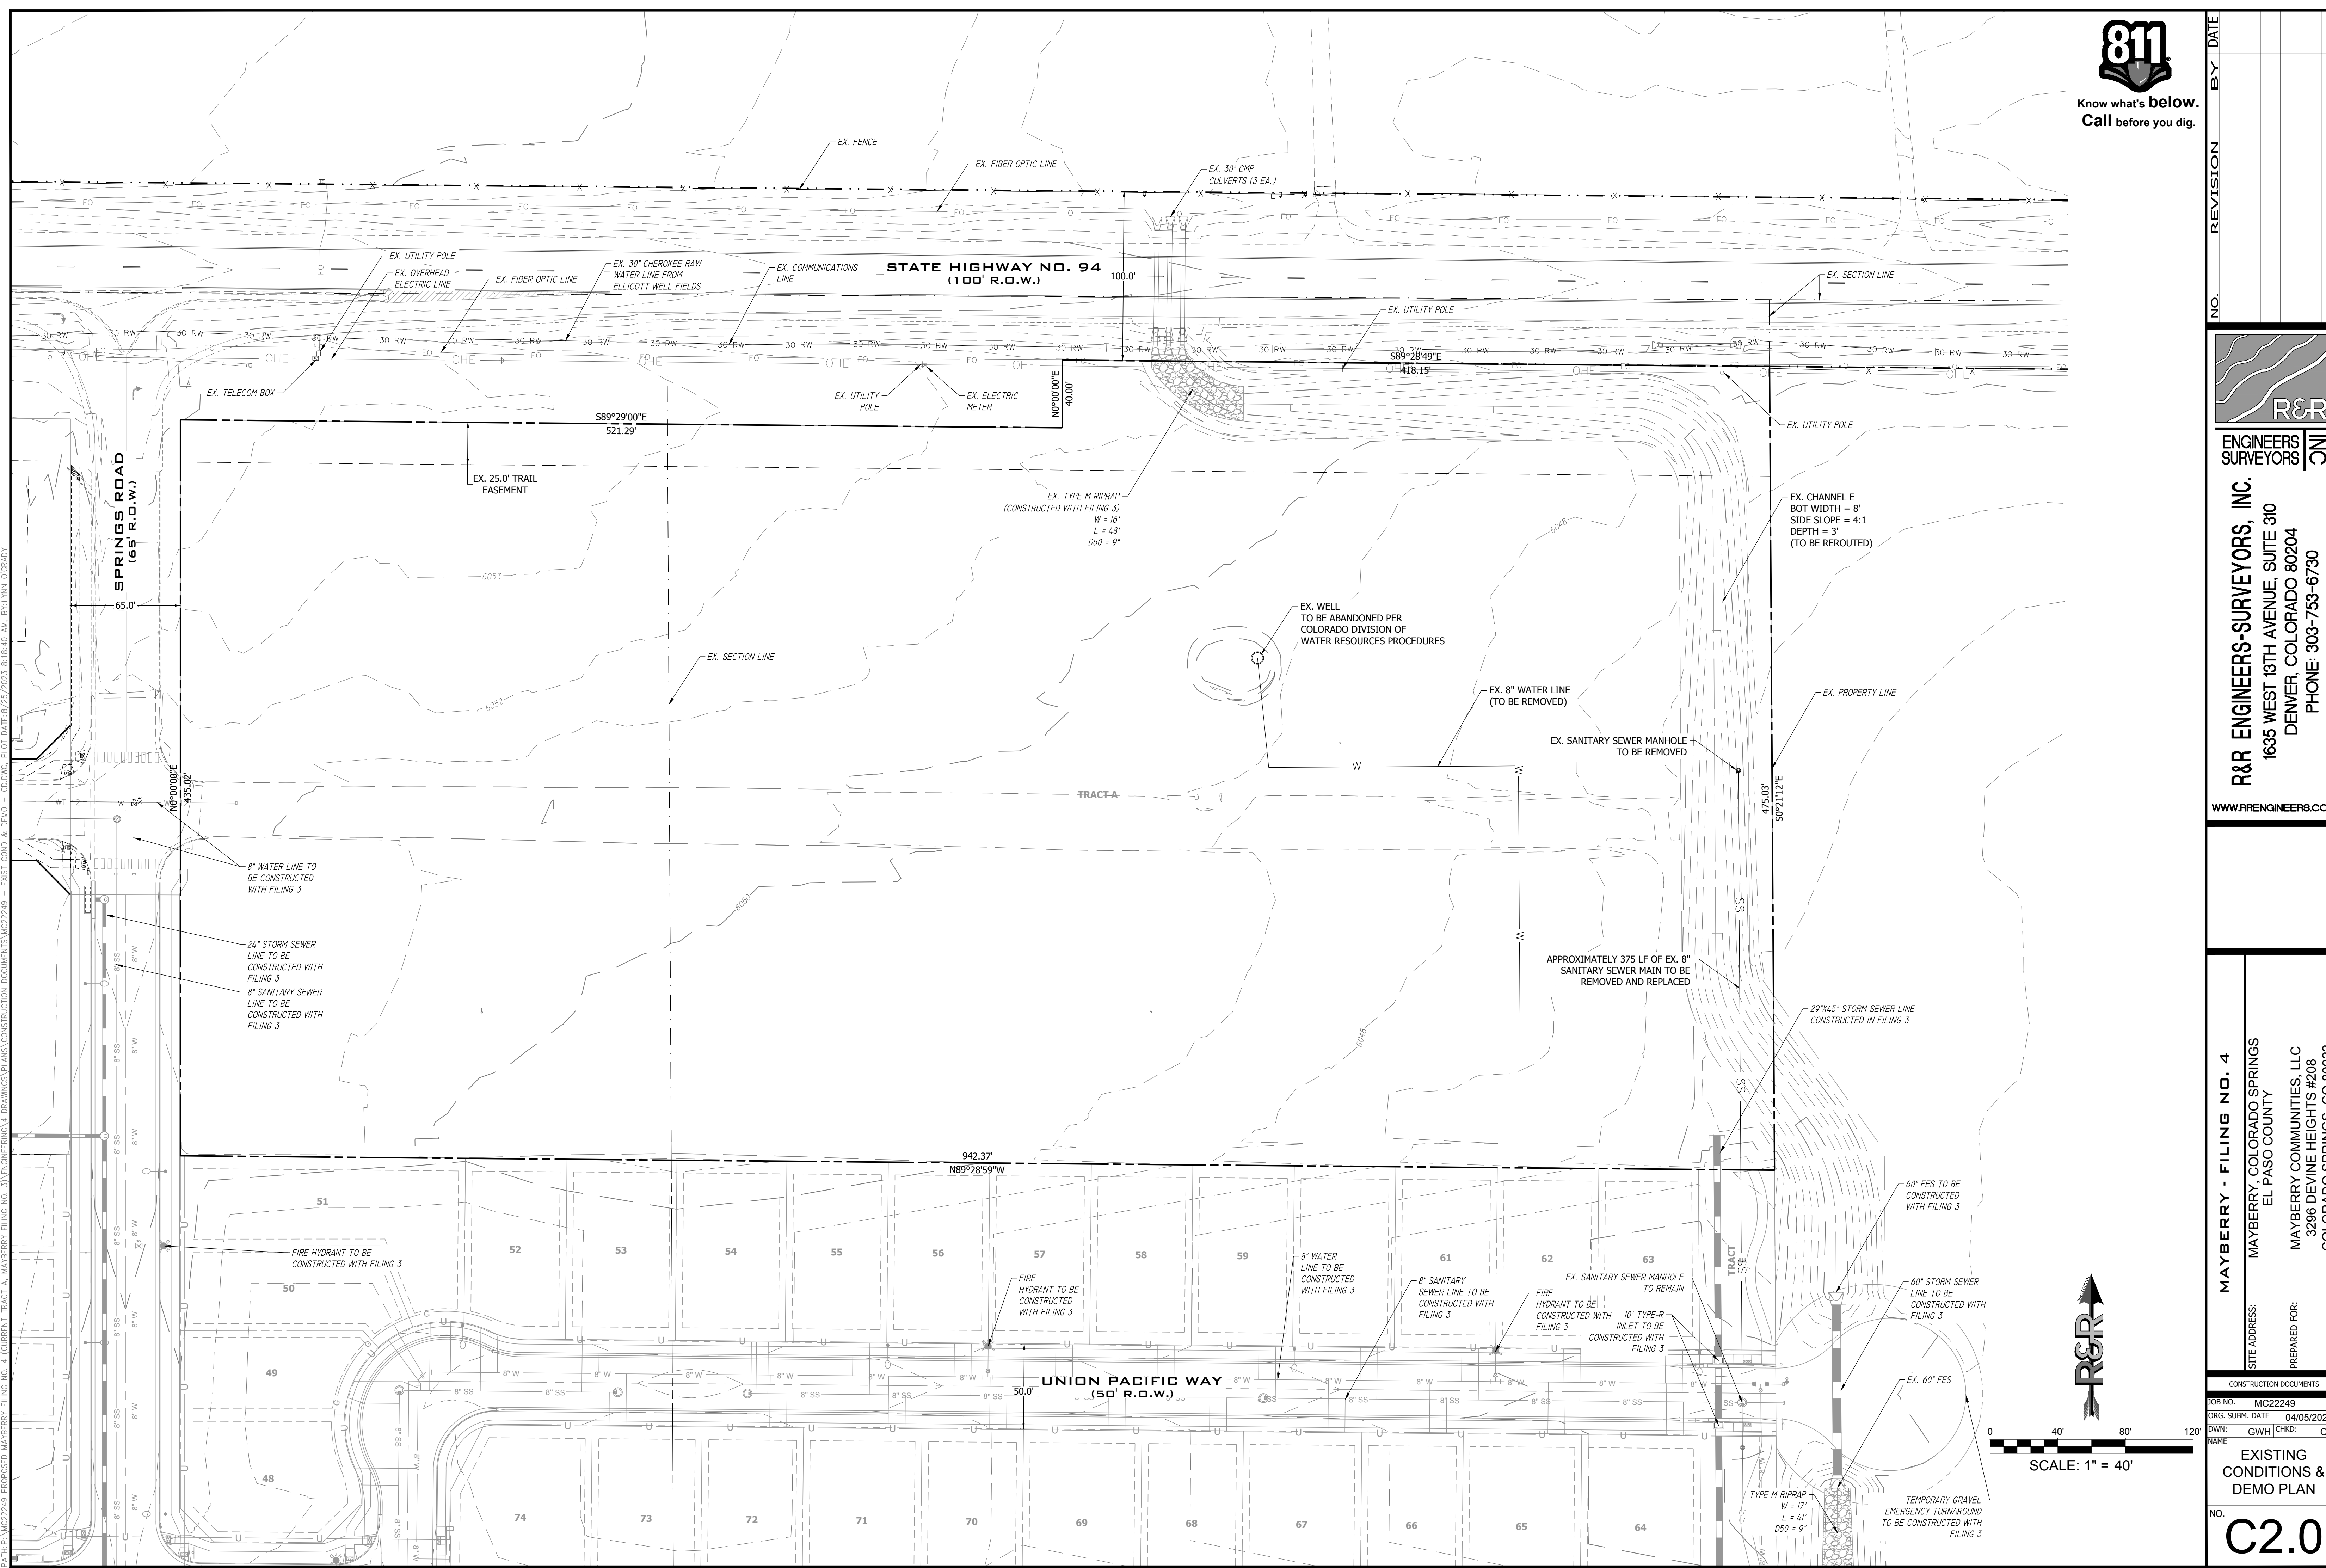 811
Know what's below.
Call before you dig.
EX. FENCE
EX. FIBER OPTIC LINE
EX. 30" CMP
CULVERTS (3 EA.)
EX. UTILITY POLE
EX. OVERHEAD
ELECTRIC LINE
EX. FIBER OPTIC LINE
EX. 30" CHEROKEE RAW
WATER LINE FROM
ELLICOTT WELL FIELDS
EX. COMMUNICATIONS
LINE
STATE HIGHWAY NO. 94
(100' R.O.W.)
100.0'
EX. SECTION LINE
EX. UTILITY POLE
S89°28'49"E
418.15'
EX. TELECOM BOX
EX. UTILITY
POLE
EX. ELECTRIC
METER
N0°00'00"E
40.00'
S89°29'00"E
521.29'
EX. UTILITY POLE
EX. 25.0' TRAIL
EASEMENT
SPRINGS ROAD
(65' R.O.W.)
65.0'
EX. TYPE M RIPRAP
(CONSTRUCTED WITH FILING 3)
W = 16'
L = 48'
D50 = 9"
6048
EX. CHANNEL E
BOT WIDTH = 8'
SIDE SLOPE = 4:1
DEPTH = 3'
(TO BE REROUTED)
6053
EX. WELL
TO BE ABANDONED PER
COLORADO DIVISION OF
WATER RESOURCES PROCEDURES
EX. SECTION LINE
6052
EX. 8" WATER LINE
(TO BE REMOVED)
EX. PROPERTY LINE
EX. SANITARY SEWER MANHOLE
TO BE REMOVED
N0°00'00"E
435.02'
TRACT A
475.03'
S0°21'12"E
8" WATER LINE TO
BE CONSTRUCTED
WITH FILING 3
6050
24" STORM SEWER
LINE TO BE
CONSTRUCTED WITH
FILING 3
8" SANITARY SEWER
LINE TO BE
CONSTRUCTED WITH
FILING 3
APPROXIMATELY 375 LF OF EX. 8"
SANITARY SEWER MAIN TO BE
REMOVED AND REPLACED
29"X45" STORM SEWER LINE
CONSTRUCTED IN FILING 3
6048
942.37'
N89°28'59"W
51
52
53
54
55
56
57
58
59
61
62
63
TRACT
50
49
48
FIRE HYDRANT TO BE
CONSTRUCTED WITH FILING 3
FIRE
HYDRANT TO BE
CONSTRUCTED
WITH FILING 3
8" WATER
LINE TO BE
CONSTRUCTED
WITH FILING 3
8" SANITARY
SEWER LINE TO BE
CONSTRUCTED WITH
FILING 3
FIRE
HYDRANT TO BE
CONSTRUCTED WITH
FILING 3
EX. SANITARY SEWER MANHOLE
TO REMAIN
10' TYPE-R
INLET TO BE
CONSTRUCTED WITH
FILING 3
60" FES TO BE
CONSTRUCTED
WITH FILING 3
60" STORM SEWER
LINE TO BE
CONSTRUCTED WITH
FILING 3
EX. 60" FES
UNION PACIFIC WAY
(50' R.O.W.)
50.0'
74
73
72
71
70
69
68
67
66
65
64
TYPE M RIPRAP
W = 17'
L = 41'
D50 = 9"
TEMPORARY GRAVEL
EMERGENCY TURNAROUND
TO BE CONSTRUCTED WITH
FILING 3
R&R
0 40' 80' 120'
SCALE: 1" = 40'
NO. REVISION BY DATE
R&R
ENGINEERS
SURVEYORS
INC
R&R ENGINEERS-SURVEYORS, INC.
1635 WEST 13TH AVENUE, SUITE 310
DENVER, COLORADO 80204
PHONE: 303-753-6730
WWW.RRENGINEERS.CO
MAYBERRY - FILING NO. 4
SITE ADDRESS:
MAYBERRY, COLORADO SPRINGS
EL PASO COUNTY
PREPARED FOR:
MAYBERRY COMMUNITIES, LLC
3296 DEVINE HEIGHTS #208
CONSTRUCTION DOCUMENTS
JOB NO. MC22249
ORG. SUBM. DATE 04/05/202
DWN: GWH CHKD: C
NAME
EXISTING
CONDITIONS &
DEMO PLAN
NO.
C2.0